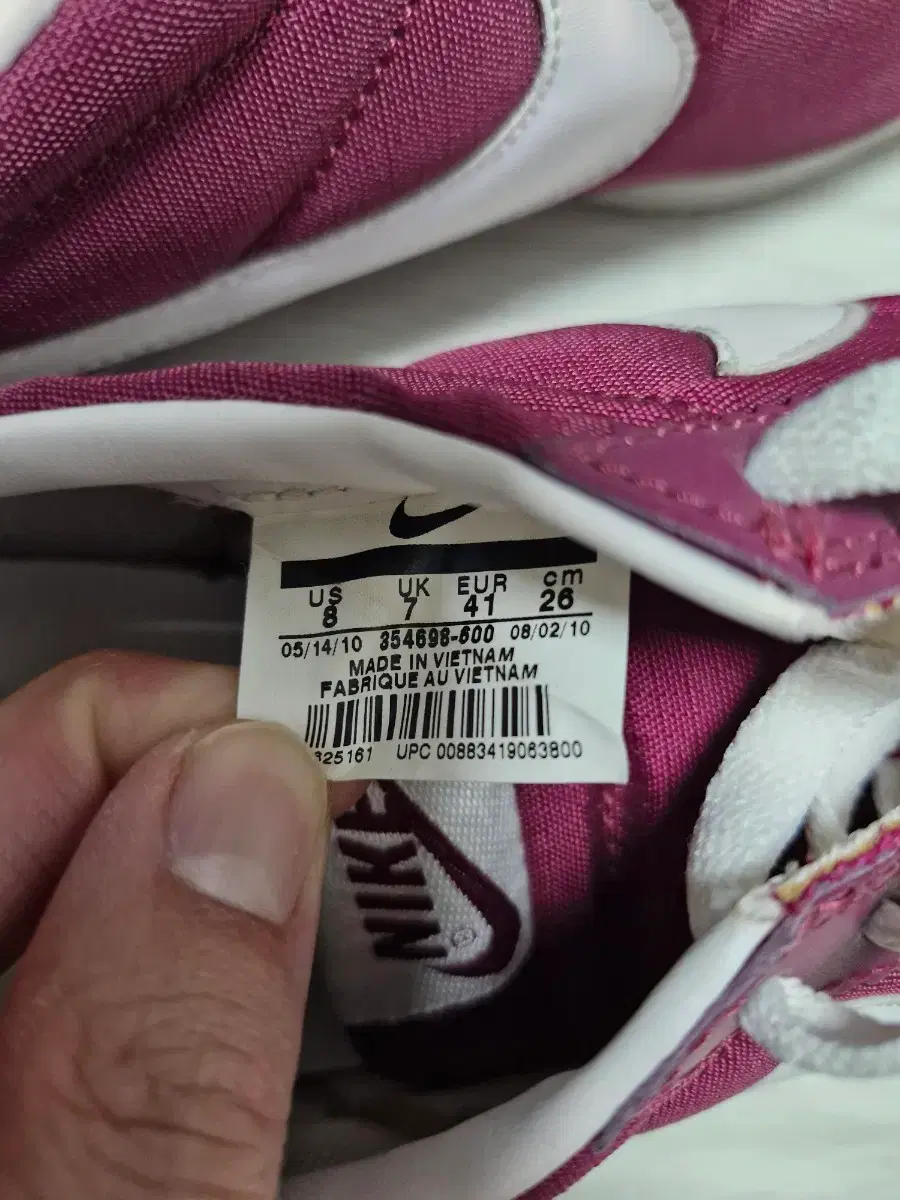 US UK EUR cm
8 7 41 26
05/14/10 354698-600 08/02/10
MADE IN VIETNAM
FABRIQUE AU VIETNAM
325161 UPC 00883419063800
NIKE